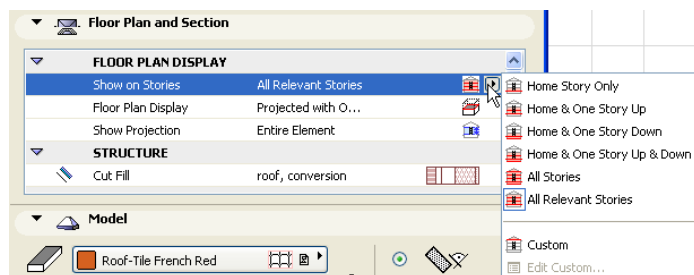 Floor Plan and Section
FLOOR PLAN DISPLAY
Show on Stories All Relevant Stories
Floor Plan Display Projected with O...
Show Projection Entire Element
STRUCTURE
Cut Fill roof, conversion
Model
Roof-Tile French Red
Home Story Only
Home & One Story Up
Home & One Story Down
Home & One Story Up & Down
All Stories
All Relevant Stories
Custom
Edit Custom...